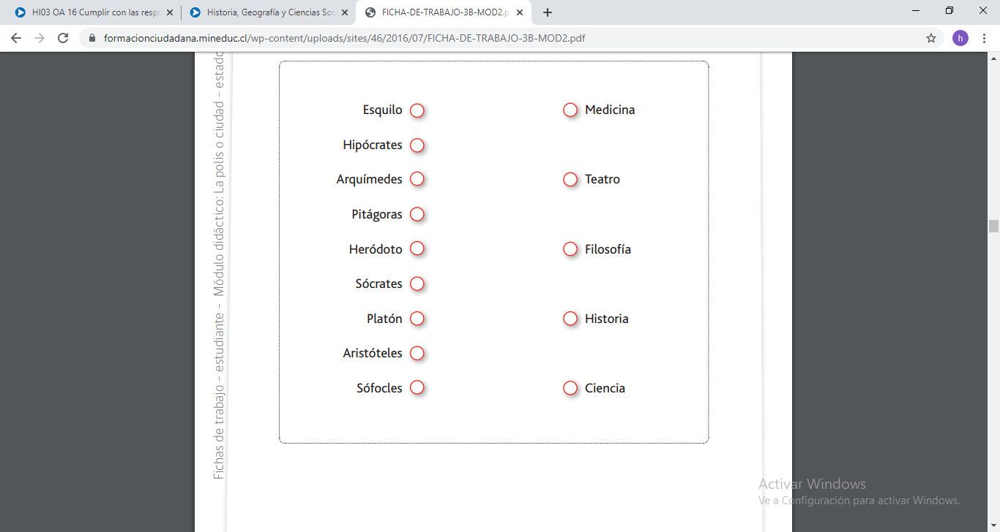 HI03 OA 16 Cumplir con las resp
Historia, Geografía y Ciencias Soc
FICHA-DE-TRABAJO-3B-MOD2.p
formacionciudadana.mineduc.cl/wp-content/uploads/sites/46/2016/07/FICHA-DE-TRABAJO-3B-MOD2.pdf
h
Fichas de trabajo - estudiante - Módulo didáctico: La polis o ciudad - estado
Esquilo
Medicina
Hipócrates
Arquímedes
Teatro
Pitágoras
Heródoto
Filosofía
Sócrates
Platón
Historia
Aristóteles
Sófocles
Ciencia
Activar Windows
Ve a Configuración para activar Windows.